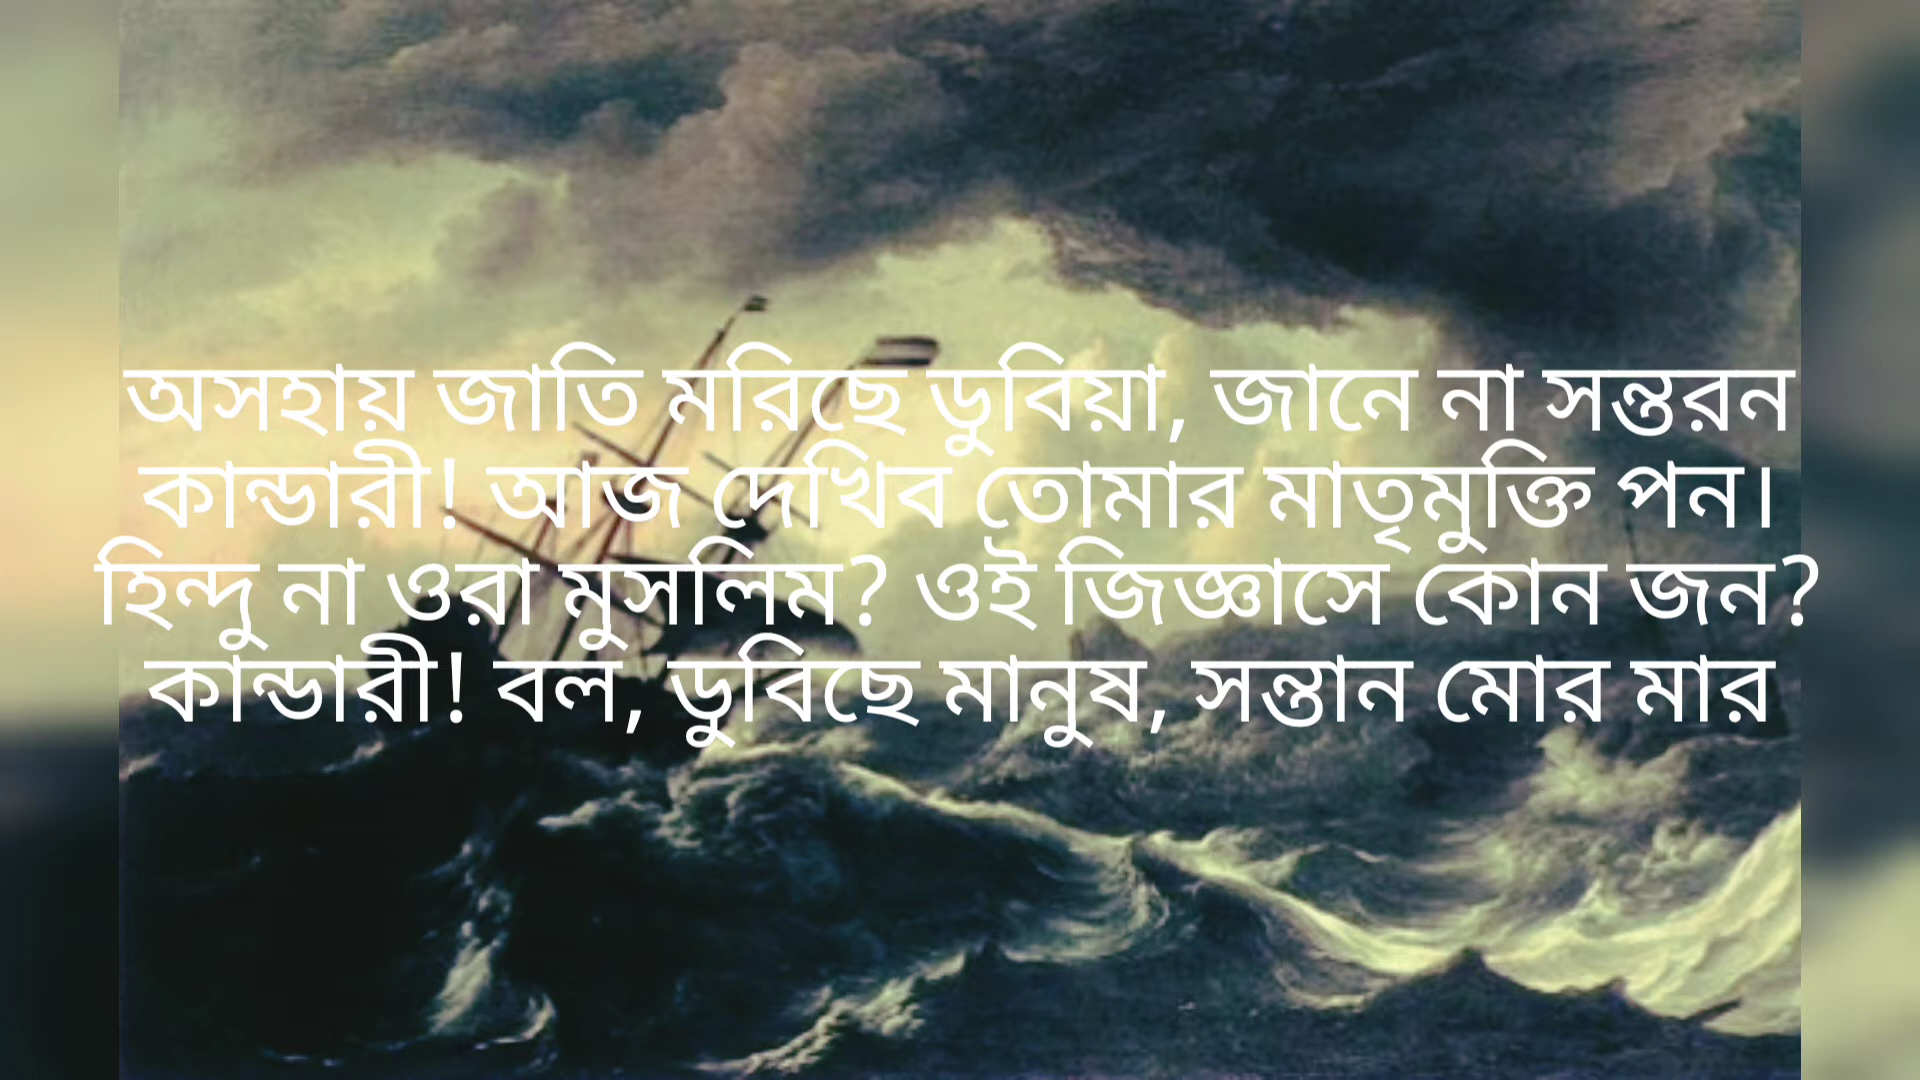 অসহায় জাতি মরিছে ডুবিয়া, জানে না সন্তরন
কান্ডারী! আজ দেখিব তোমার মাতৃমুক্তি পন।
হিন্দু না ওরা মুসলিম? ওই জিজ্ঞাসে কোন জন?
কান্ডারী! বল, ডুবিছে মানুষ, সন্তান মোর মার